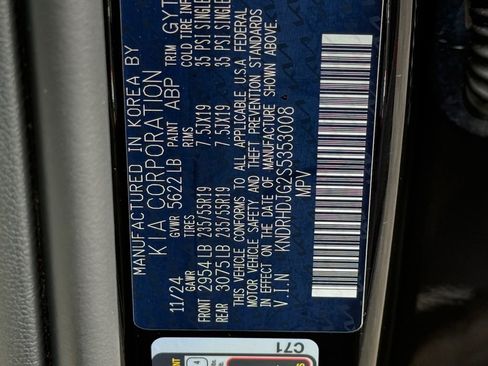 MANUFACTURED IN KOREA BY
KIA CORPORATION
11/24 GVWR 5622 LB PAINT ABP TRIM GYT
GAWR TIRES RIMS COLD TIRE INF
FRONT 2954 LB 235/55R19 7.5JX19 35 PSI SINGLE
REAR 3075 LB 235/55R19 7.5JX19 35 PSI SINGLE
THIS VEHICLE CONFORMS TO ALL APPLICABLE U.S.A FEDERAL
MOTOR VEHICLE SAFETY AND THEFT PREVENTION STANDARDS
IN EFFECT ON THE DATE OF MANUFACTURE SHOWN ABOVE.
V.I.N KNDRHDJG2S5353008
MPV
C71